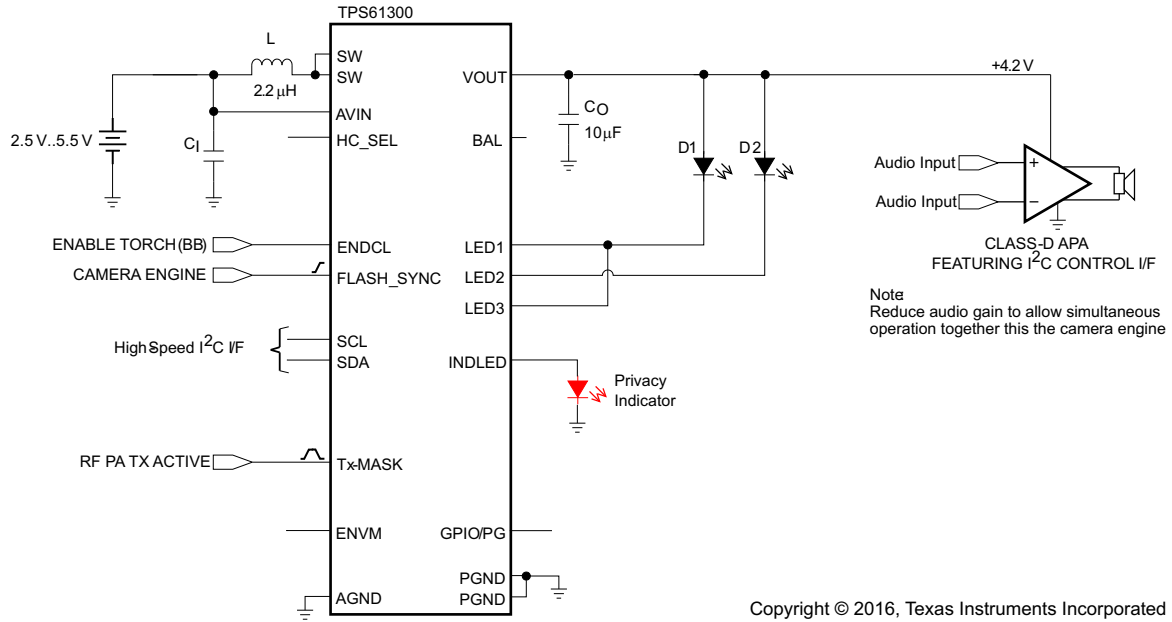 TPS61300
L
SW
SW
2.2 μH
VOUT
+4.2 V
AVIN
CO
10μF
2.5 V..5.5 V
CI
HC_SEL
BAL
D1
D2
Audio Input
+
Audio Input
−
ENABLE TORCH (BB)
ENDCL
LED1
CLASS-D APA
FEATURING I2C CONTROL I/F
CAMERA ENGINE
FLASH_SYNC
LED2
Note:
Reduce audio gain to allow simultaneous
operation together this the camera engine
LED3
High-Speed I2C I/F
SCL
SDA
INDLED
Privacy
Indicator
RF PA TX ACTIVE
Tx-MASK
ENVM
GPIO/PG
PGND
PGND
AGND
Copyright © 2016, Texas Instruments Incorporated